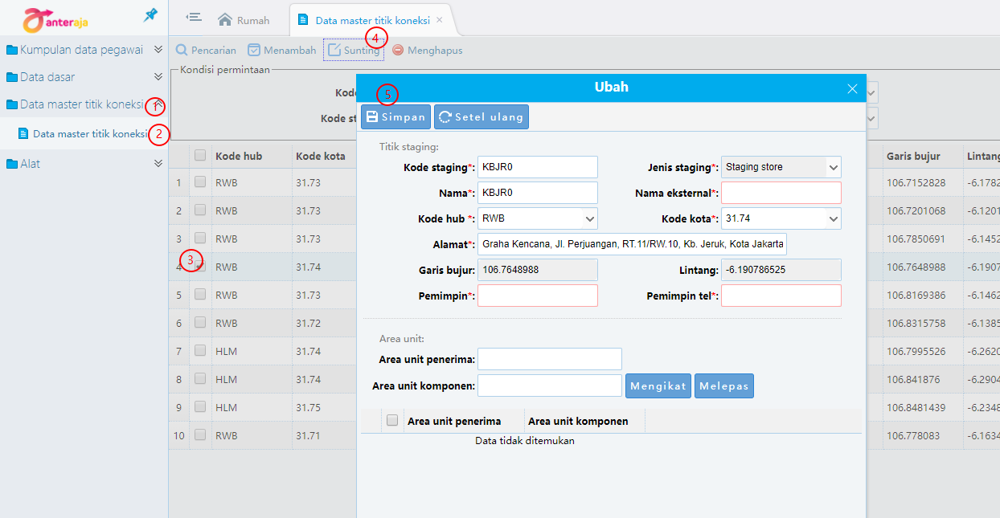 anteraja
Rumah
Data master titik koneksi
Kumpulan data pegawai
Data dasar
Data master titik koneksi 1
Data master titik koneksi 2
Alat
Pencarian Menambah Sunting 4 Menghapus
Kondisi permintaan
Ubah
5
Simpan Setel ulang
Titik staging:
Kode staging*: KBJR0 Jenis staging*: Staging store
Nama*: KBJR0 Nama eksternal*:
Kode hub *: RWB Kode kota*: 31.74
Alamat*: Graha Kencana, Jl. Perjuangan, RT.11/RW.10, Kb. Jeruk, Kota Jakarta
Garis bujur: 106.7648988 Lintang: -6.190786525
Pemimpin*: Pemimpin tel*:
Area unit:
Area unit penerima:
Area unit komponen: Mengikat Melepas
Area unit penerima Area unit komponen
Data tidak ditemukan
Kode hub Kode kota Garis bujur
1 RWB 31.73 106.7152828 -6.1782
2 RWB 31.73 106.7201068 -6.1201
3 RWB 31.73 106.7850691 -6.1452
3
4 RWB 31.74 106.7648988 -6.1907
5 RWB 31.73 106.8169386 -6.1462
6 RWB 31.72 106.8315758 -6.1385
7 HLM 31.74 106.7995526 -6.2620
8 HLM 31.74 106.841876 -6.2904
9 HLM 31.75 106.8481439 -6.2348
10 RWB 31.71 106.778083 -6.1634